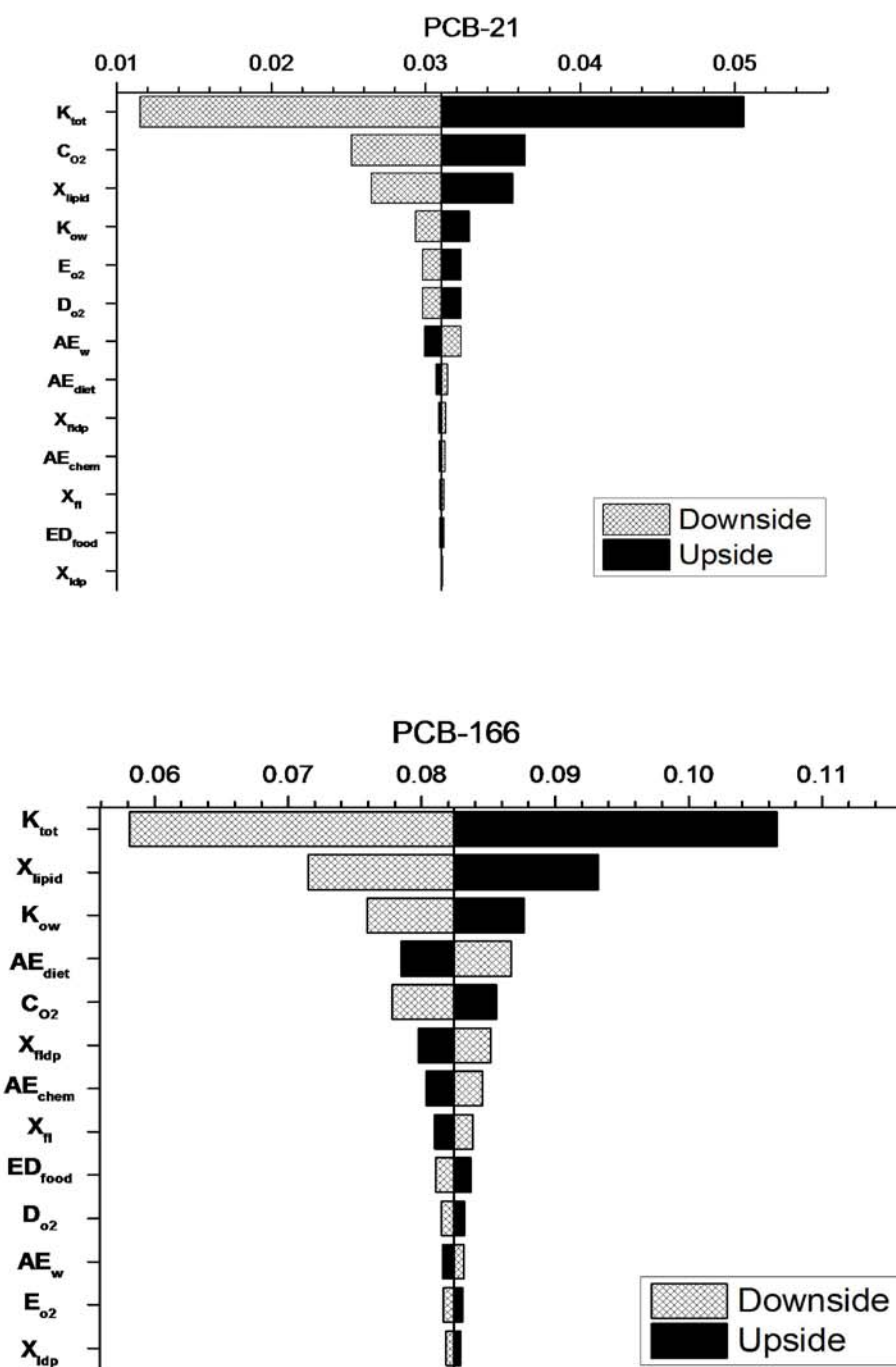 PCB-21
0.01 0.02 0.03 0.04 0.05
Ktot
CO2
Xlipid
Kow
Eo2
Do2
AEw
AEdiet
Xfldp
AEchem
Xfl
EDfood
Xldp
Downside
Upside
PCB-166
0.06 0.07 0.08 0.09 0.10 0.11
Ktot
Xlipid
Kow
AEdiet
CO2
Xfldp
AEchem
Xfl
EDfood
Do2
AEw
Eo2
Xldp
Downside
Upside